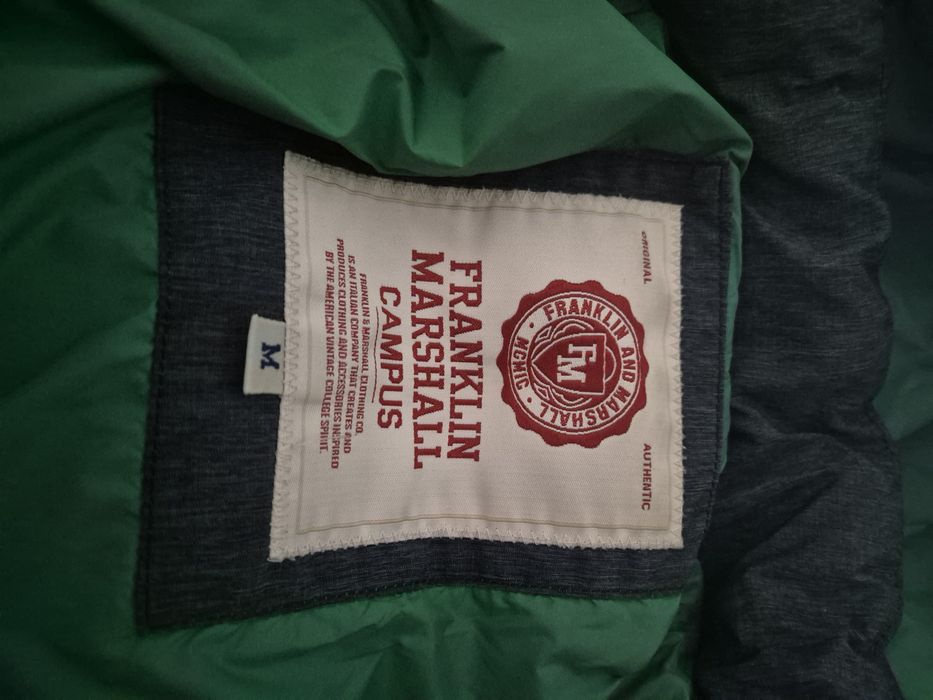 ORIGINAL AUTHENTIC
FRANKLIN AND MARSHALL
MCMIC
FM
FRANKLIN
MARSHALL
CAMPUS
FRANKLIN & MARSHALL CLOTHING CO.
IS AN ITALIAN COMPANY THAT CREATES AND
PRODUCES CLOTHING AND ACCESSORIES INSPIRED
BY THE AMERICAN VINTAGE COLLEGE SPIRIT.
M